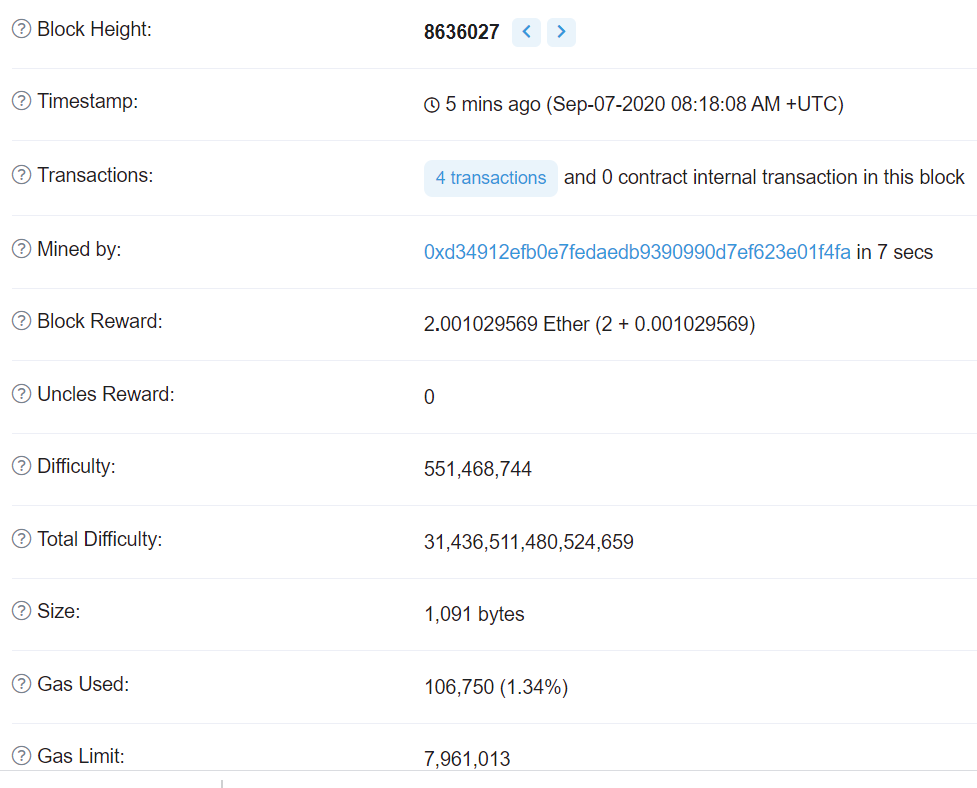 Block Height: 8636027
Timestamp: 5 mins ago (Sep-07-2020 08:18:08 AM +UTC)
Transactions: 4 transactions and 0 contract internal transaction in this block
Mined by: 0xd34912efb0e7fedaedb9390990d7ef623e01f4fa in 7 secs
Block Reward: 2.001029569 Ether (2 + 0.001029569)
Uncles Reward: 0
Difficulty: 551,468,744
Total Difficulty: 31,436,511,480,524,659
Size: 1,091 bytes
Gas Used: 106,750 (1.34%)
Gas Limit: 7,961,013